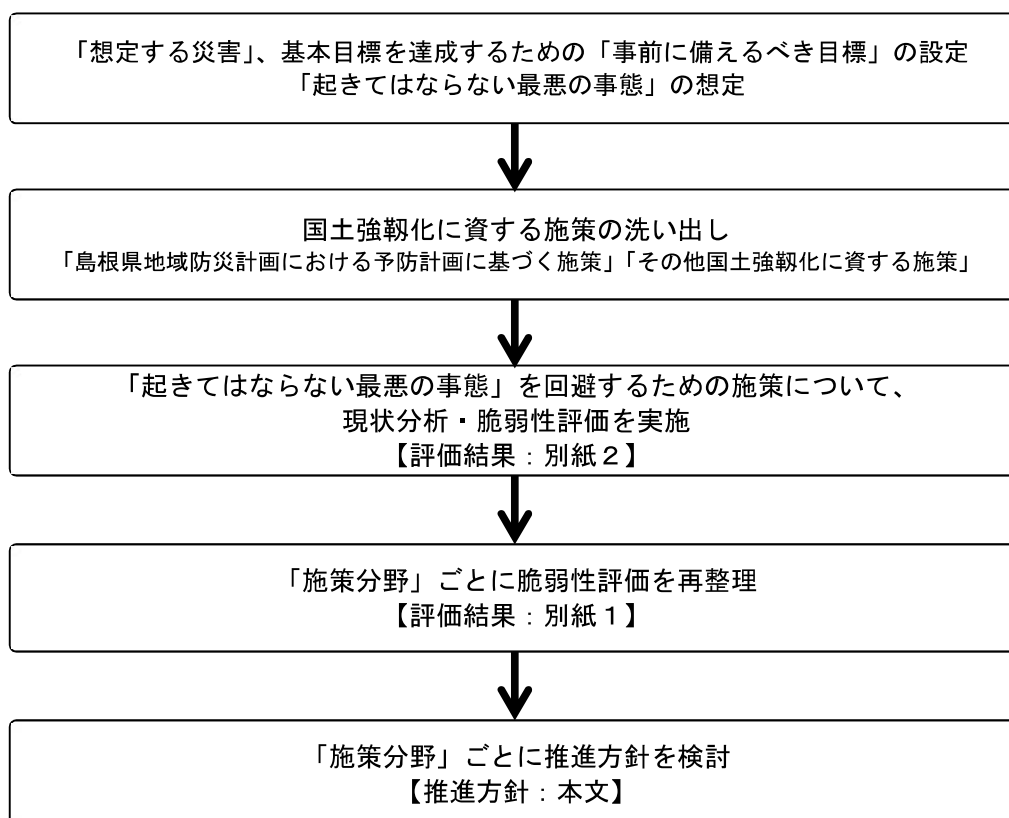 「想定する災害」、基本目標を達成するための「事前に備えるべき目標」の設定
「起きてはならない最悪の事態」の想定
国土強靱化に資する施策の洗い出し
「島根県地域防災計画における予防計画に基づく施策」「その他国土強靱化に資する施策」
「起きてはならない最悪の事態」を回避するための施策について、
現状分析・脆弱性評価を実施
【評価結果：別紙２】
「施策分野」ごとに脆弱性評価を再整理
【評価結果：別紙１】
「施策分野」ごとに推進方針を検討
【推進方針：本文】